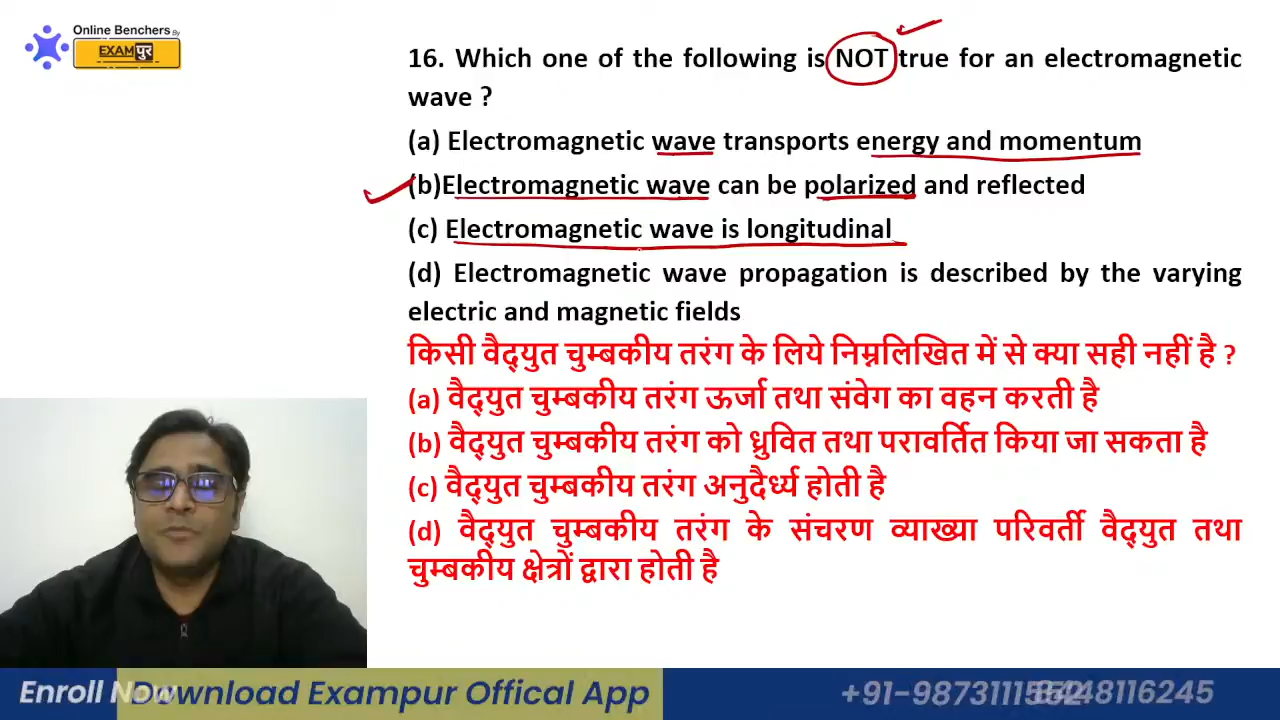 Online Benchers By
EXAMपुर
16. Which one of the following is NOT true for an electromagnetic
wave ?
(a) Electromagnetic wave transports energy and momentum
(b)Electromagnetic wave can be polarized and reflected
(c) Electromagnetic wave is longitudinal
(d) Electromagnetic wave propagation is described by the varying
electric and magnetic fields
किसी वैद्युत चुम्बकीय तरंग के लिये निम्नलिखित में से क्या सही नहीं है ?
(a) वैद्युत चुम्बकीय तरंग ऊर्जा तथा संवेग का वहन करती है
(b) वैद्युत चुम्बकीय तरंग को ध्रुवित तथा परावर्तित किया जा सकता है
(c) वैद्युत चुम्बकीय तरंग अनुदैर्ध्य होती है
(d) वैद्युत चुम्बकीय तरंग के संचरण व्याख्या परिवर्ती वैद्युत तथा
चुम्बकीय क्षेत्रों द्वारा होती है
Enroll Now Download Exampur Offical App